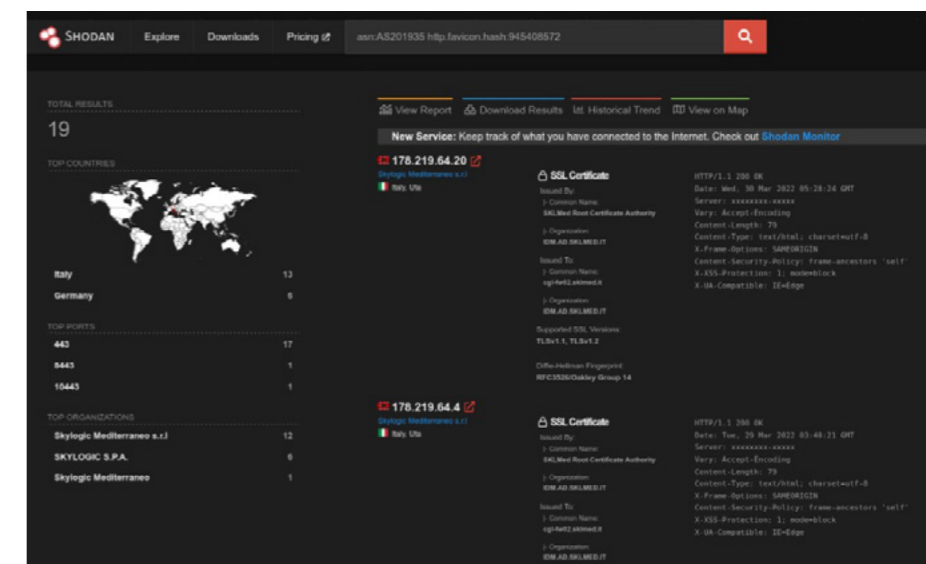 SHODAN Explore Downloads Pricing asn:AS201935 http.favicon.hash:945408572
TOTAL RESULTS
19
TOP COUNTRIES
Italy 13
Germany 6
TOP PORTS
443 17
8443 1
10443 1
TOP ORGANIZATIONS
Skylogic Mediterraneo s.r.l 12
SKYLOGIC S.P.A. 6
Skylogic Mediterraneo 1
View Report Download Results Historical Trend View on Map
New Service: Keep track of what you have connected to the Internet. Check out Shodan Monitor
178.219.64.20
Skylogic Mediterraneo s.r.l
Italy, Uta
SSL Certificate
Issued By:
|- Common Name:
SKLMed Root Certificate Authority
|- Organization:
IDM.AD.SKLMED.IT
Issued To:
|- Common Name:
cgl-fwt2.sklmed.it
|- Organization:
IDM.AD.SKLMED.IT
Supported SSL Versions:
TLSv1.1, TLSv1.2
Diffie-Hellman Fingerprint:
RFC3526/Oakley Group 14
HTTP/1.1 200 OK
Date: Wed, 30 Mar 2022 05:28:24 GMT
Server: xxxxxxxx-xxxxx
Vary: Accept-Encoding
Content-Length: 79
Content-Type: text/html; charset=utf-8
X-Frame-Options: SAMEORIGIN
Content-Security-Policy: frame-ancestors 'self'
X-XSS-Protection: 1; mode=block
X-UA-Compatible: IE=Edge
178.219.64.4
Skylogic Mediterraneo s.r.l
Italy, Uta
SSL Certificate
Issued By:
|- Common Name:
SKLMed Root Certificate Authority
|- Organization:
IDM.AD.SKLMED.IT
Issued To:
|- Common Name:
cgl-fwt2.sklmed.it
|- Organization:
IDM.AD.SKLMED.IT
HTTP/1.1 200 OK
Date: Tue, 29 Mar 2022 03:48:21 GMT
Server: xxxxxxxx-xxxxx
Vary: Accept-Encoding
Content-Length: 79
Content-Type: text/html; charset=utf-8
X-Frame-Options: SAMEORIGIN
Content-Security-Policy: frame-ancestors 'self'
X-XSS-Protection: 1; mode=block
X-UA-Compatible: IE=Edge